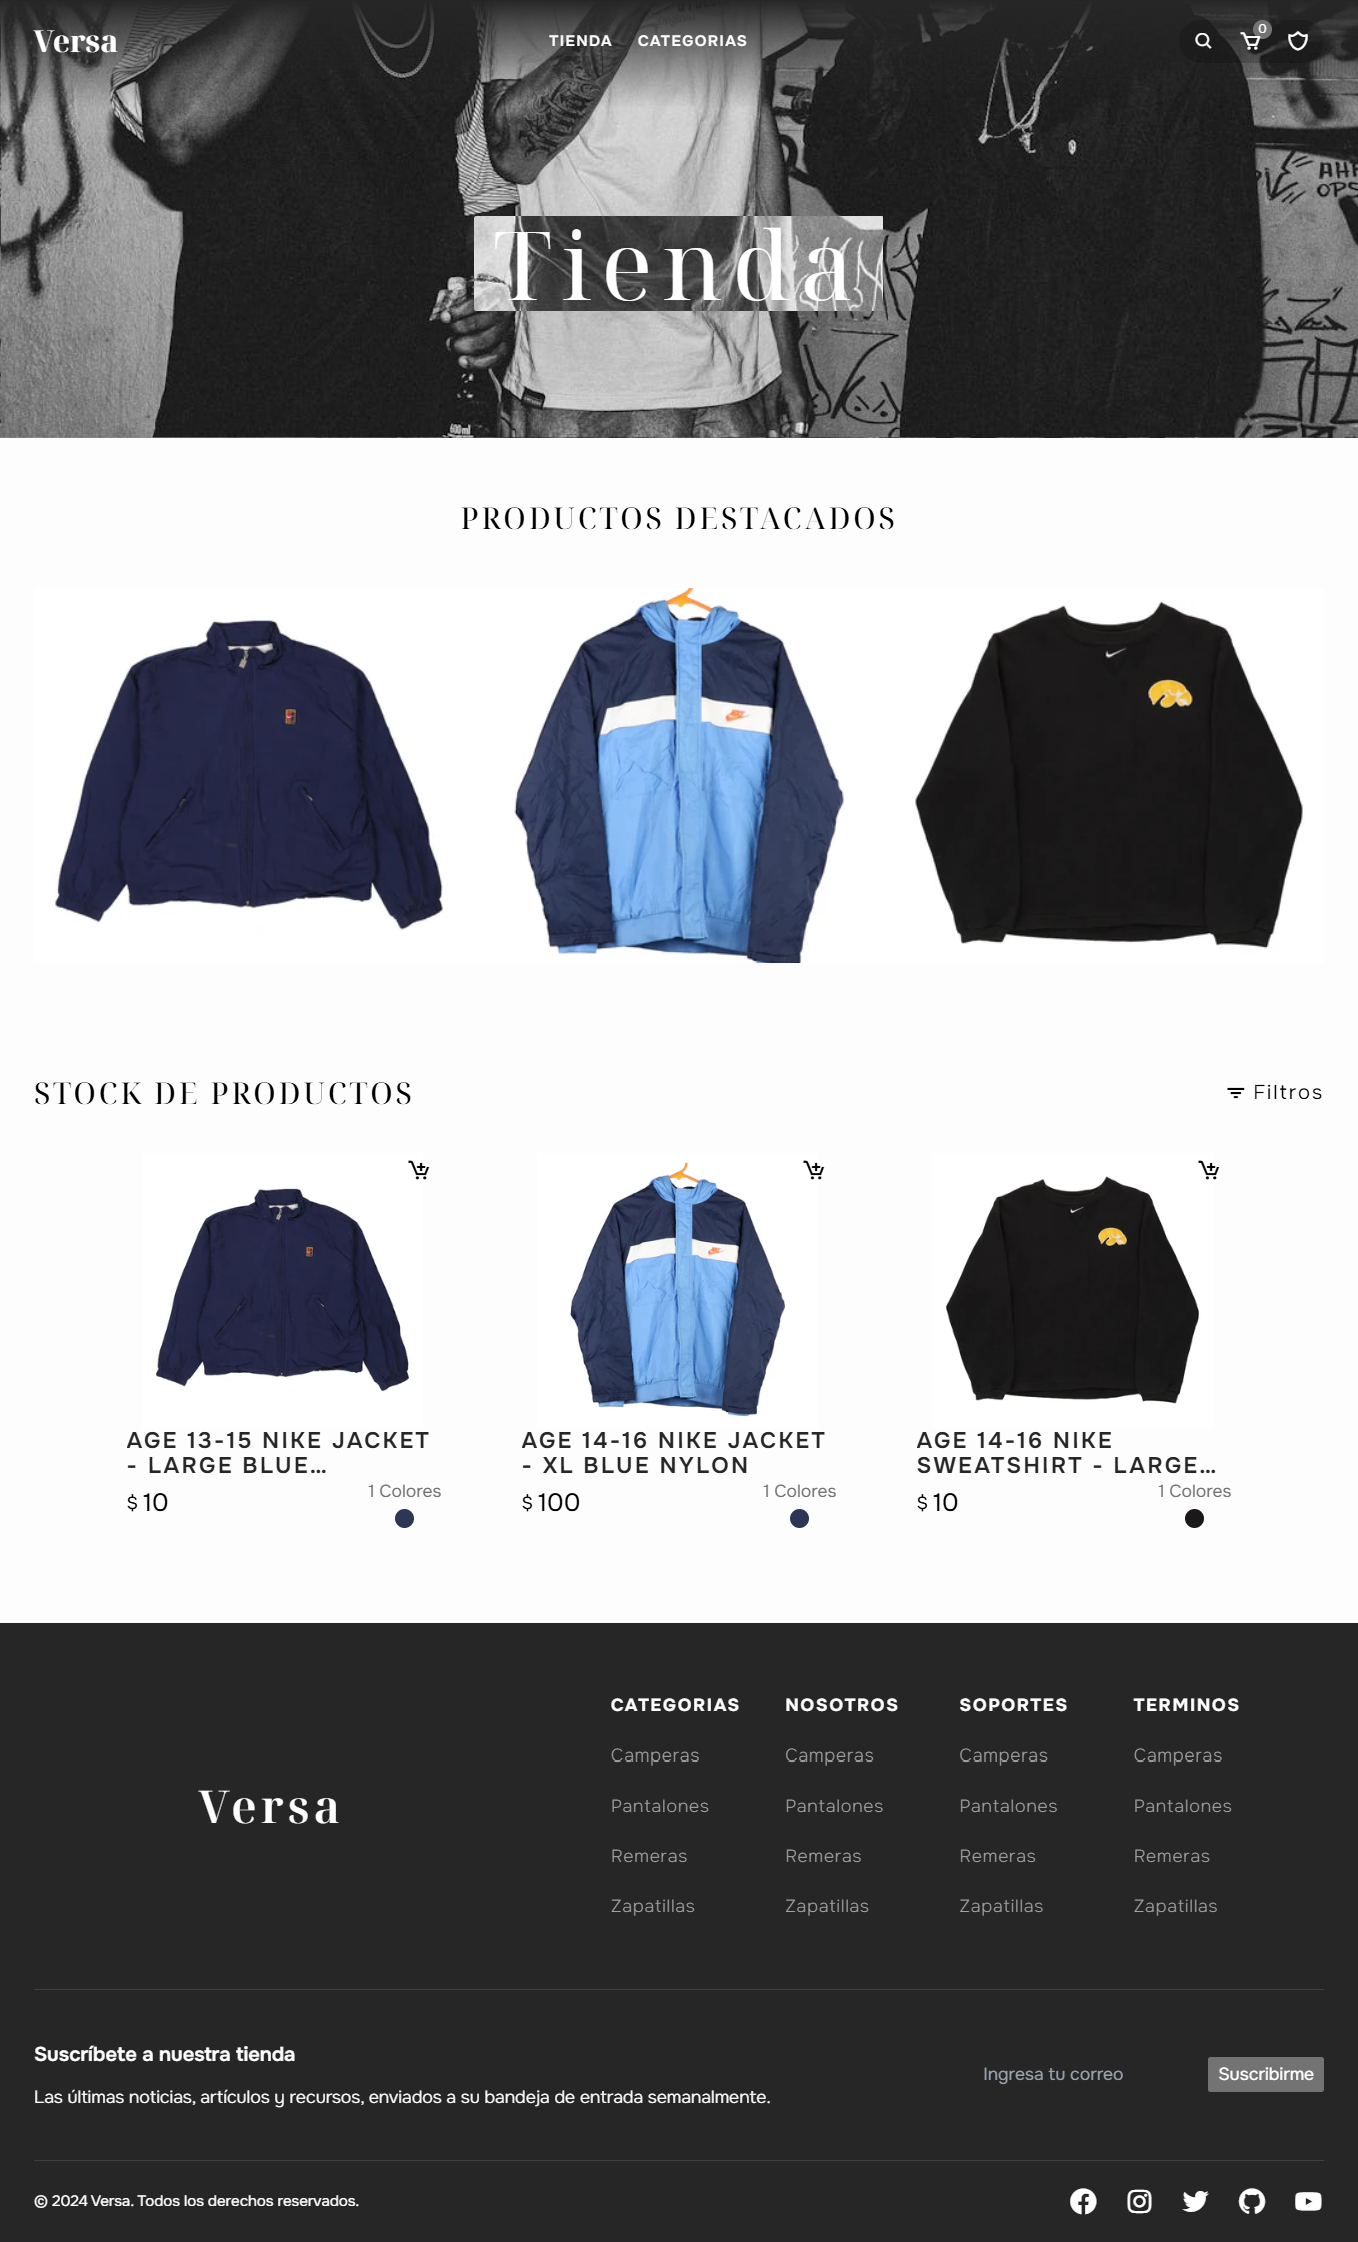 Versa
TIENDA CATEGORIAS
0
AHH
OPS
Tienda
600ml
PRODUCTOS DESTACADOS
STOCK DE PRODUCTOS
Filtros
AGE 13-15 NIKE JACKET
- LARGE BLUE...
$ 10
1 Colores
AGE 14-16 NIKE JACKET
- XL BLUE NYLON
$ 100
1 Colores
AGE 14-16 NIKE
SWEATSHIRT - LARGE...
$ 10
1 Colores
Versa
CATEGORIAS
Camperas
Pantalones
Remeras
Zapatillas
NOSOTROS
Camperas
Pantalones
Remeras
Zapatillas
SOPORTES
Camperas
Pantalones
Remeras
Zapatillas
TERMINOS
Camperas
Pantalones
Remeras
Zapatillas
Suscríbete a nuestra tienda
Las últimas noticias, artículos y recursos, enviados a su bandeja de entrada semanalmente.
Ingresa tu correo
Suscribirme
© 2024 Versa. Todos los derechos reservados.